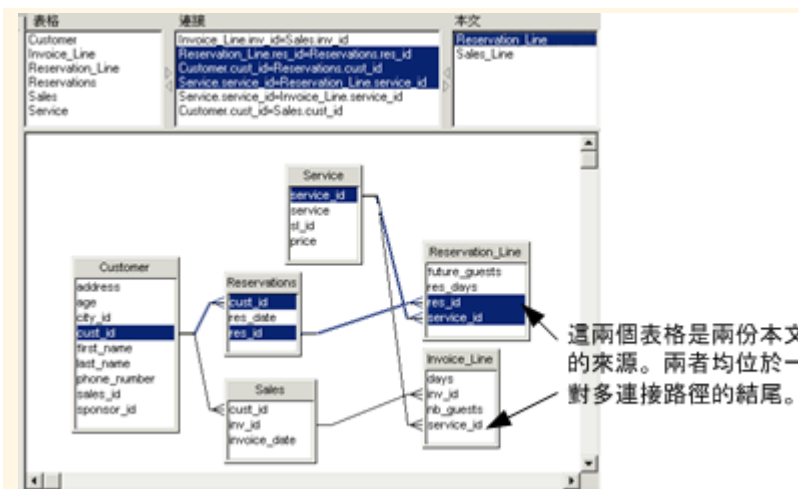 表格
連接
本次
Customer
Invoice_Line
Reservation_Line
Reservations
Sales
Service
Invoice_Line.inv_id=Sales.inv_id
Reservation_Line.res_id=Reservations.res_id
Customer.cust_id=Reservations.cust_id
Service.service_id=Reservation_Line.service_id
Service.service_id=Invoice_Line.service_id
Customer.cust_id=Sales.cust_id
Reservation_Line
Sales_Line
Service
service_id
service
sl_id
price
Customer
address
age
city_id
cust_id
first_name
last_name
phone_number
sales_id
sponsor_id
Reservations
cust_id
res_date
res_id
Sales
cust_id
inv_id
invoice_date
Reservation_Line
future_guests
res_days
res_id
service_id
Invoice_Line
days
inv_id
nb_guests
service_id
這兩個表格是兩份本文
的來源。兩者均位於一
對多連接路徑的結尾。